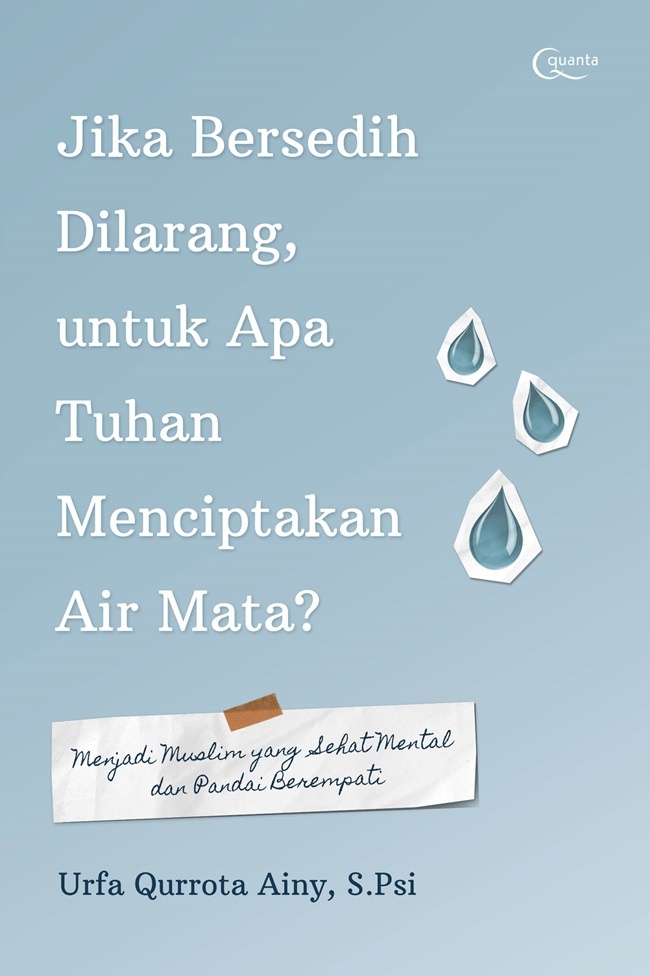 quanta
Jika Bersedih
Dilarang,
untuk Apa
Tuhan
Menciptakan
Air Mata?
Menjadi Muslim yang Sehat Mental
dan Pandai Berempati
Urfa Qurrota Ainy, S.Psi